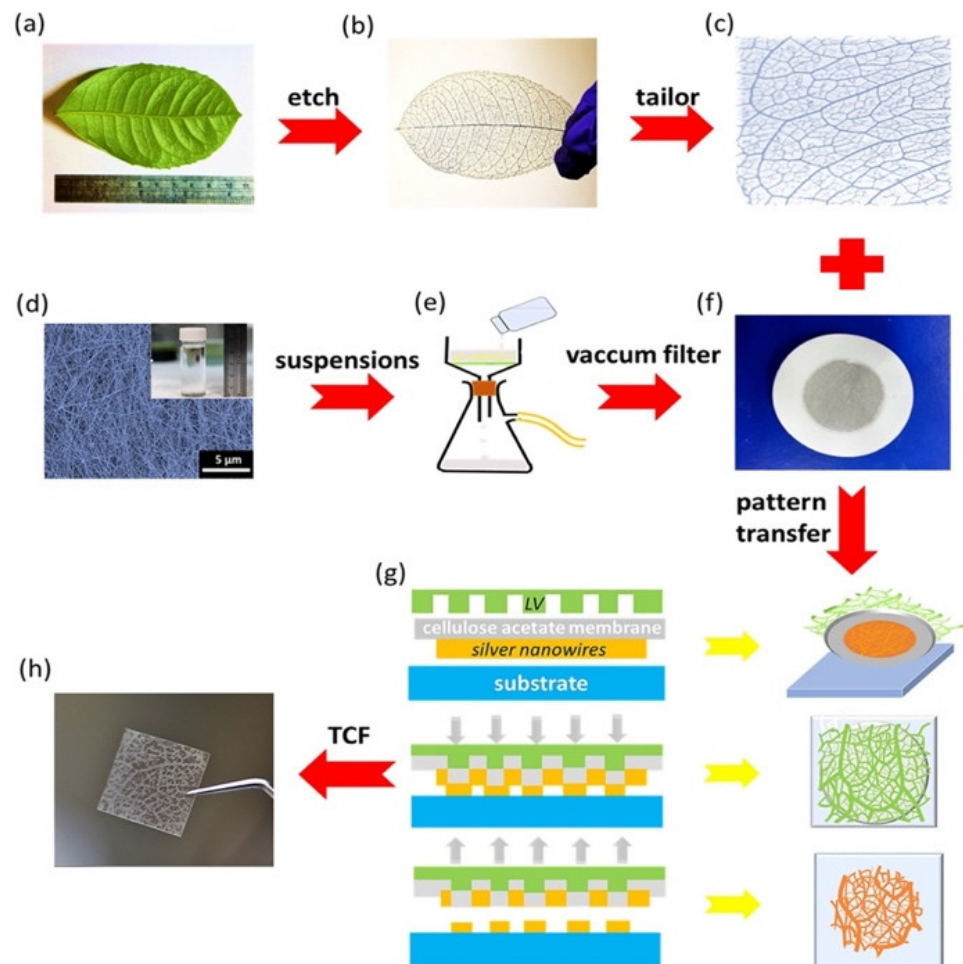 (a)
(b)
(c)
etch
tailor
(d)
(e)
(f)
suspensions
vaccum filter
5 μm
pattern
transfer
(g)
LV
cellulose acetate membrane
silver nanowires
substrate
(h)
TCF